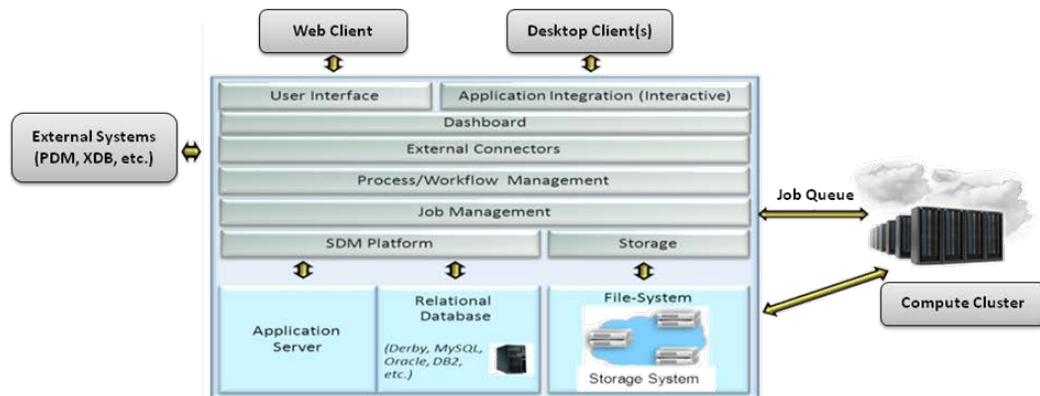 Web Client
Desktop Client(s)
User Interface
Application Integration (Interactive)
Dashboard
External Systems
(PDM, XDB, etc.)
External Connectors
Process/Workflow Management
Job Management
Job Queue
SDM Platform
Storage
Application
Server
Relational
Database
(Derby, MySQL,
Oracle, DB2,
etc.)
File-System
Storage System
Compute Cluster